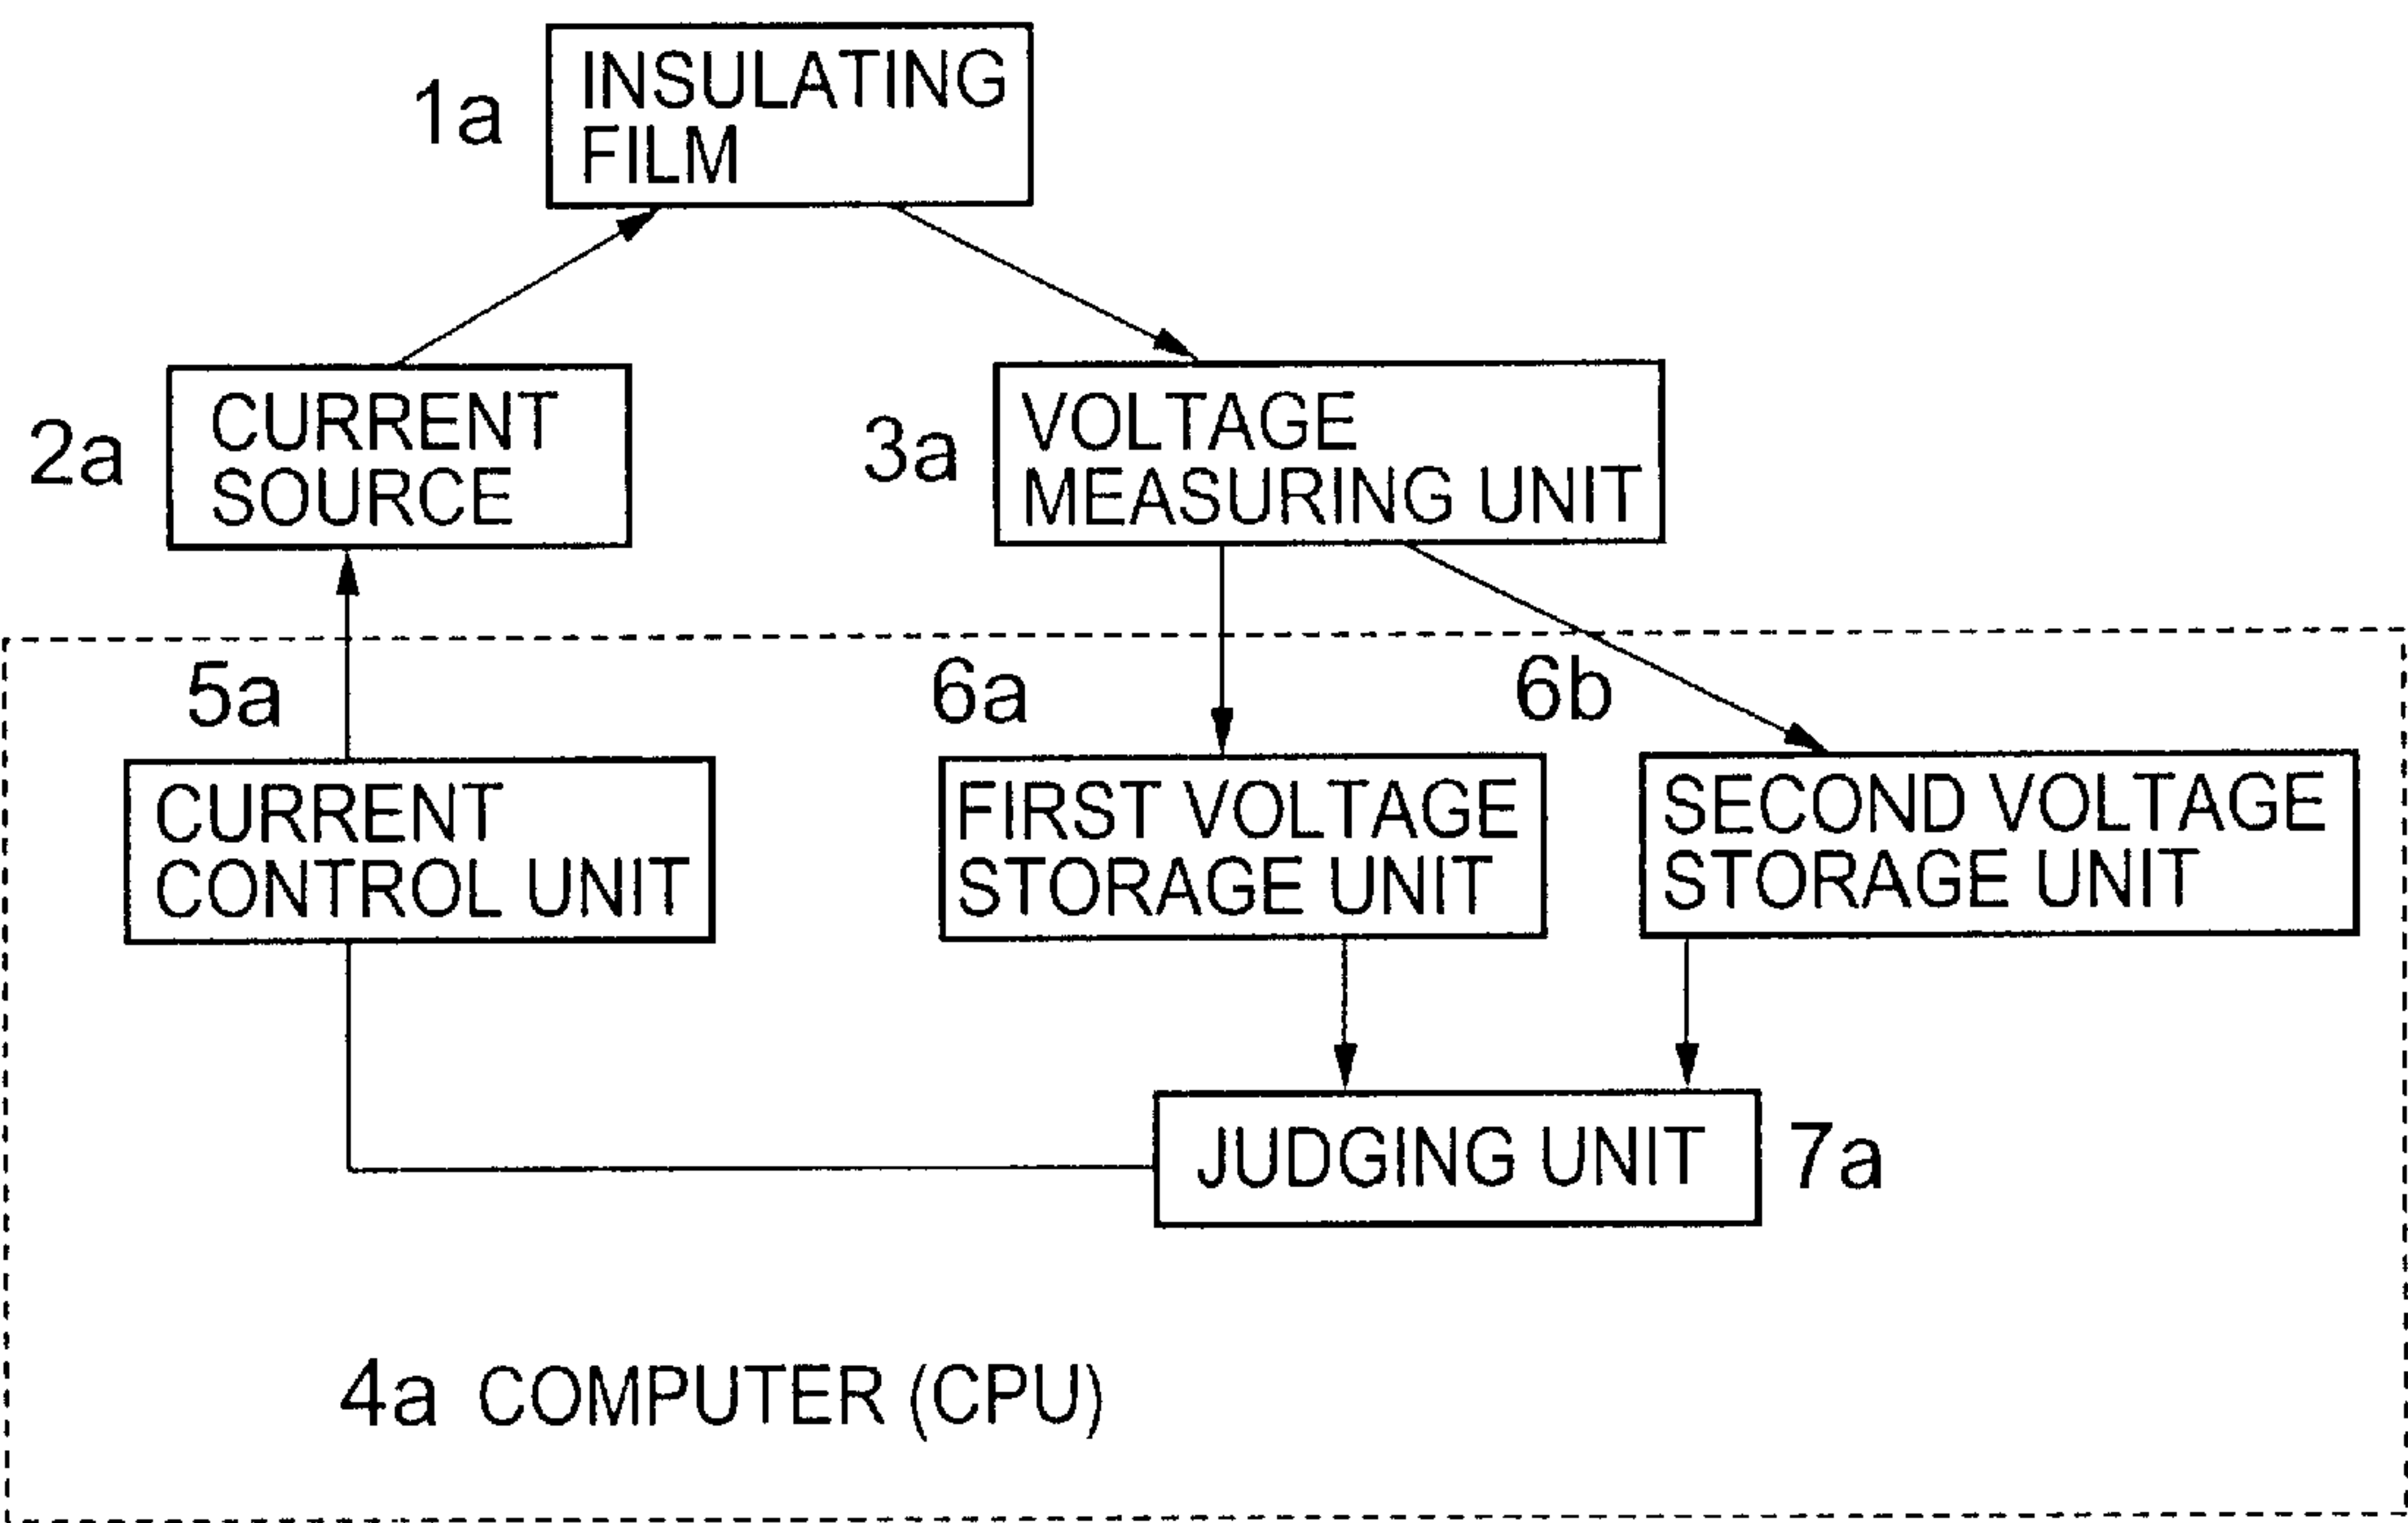 1a
INSULATING
FILM
2a
CURRENT
SOURCE
3a
VOLTAGE
MEASURING UNIT
5a
6a
6b
CURRENT
CONTROL UNIT
FIRST VOLTAGE
STORAGE UNIT
SECOND VOLTAGE
STORAGE UNIT
JUDGING UNIT
7a
4a COMPUTER (CPU)